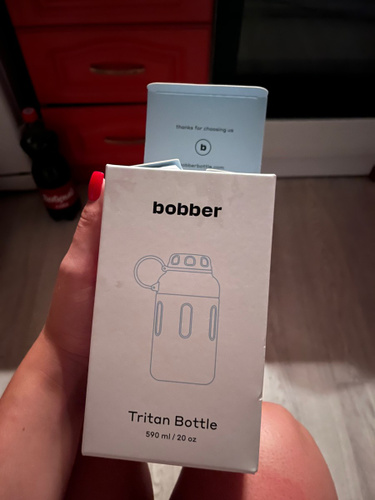 thanks for choosing us
b
bobberbottle.com
bobber
Tritan Bottle
590 ml / 20 oz